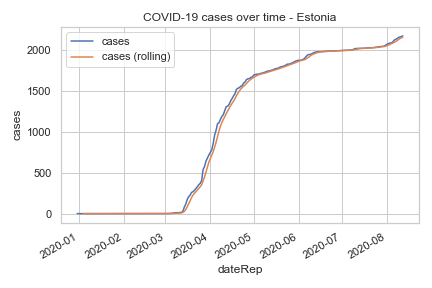 COVID-19 cases over time - Estonia
cases
cases (rolling)
2000
1500
1000
500
0
cases
2020-01
2020-02
2020-03
2020-04
2020-05
2020-06
2020-07
2020-08
dateRep